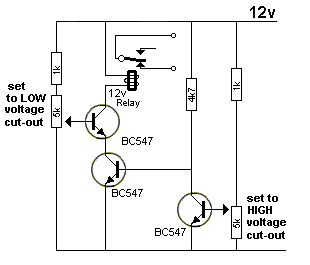 12v
1k
set
to LOW
voltage
cut-out
5k
12v
Relay
4k7
1k
BC547
BC547
BC547
set to
HIGH
voltage
cut-out
5k